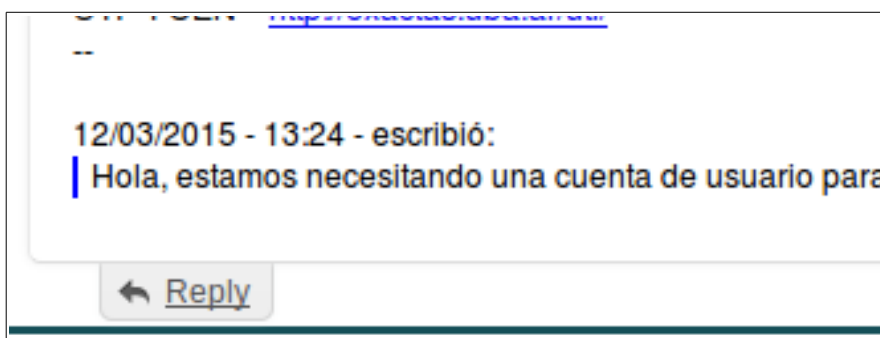 --
12/03/2015 - 13:24 - escribió:
Hola, estamos necesitando una cuenta de usuario para
Reply